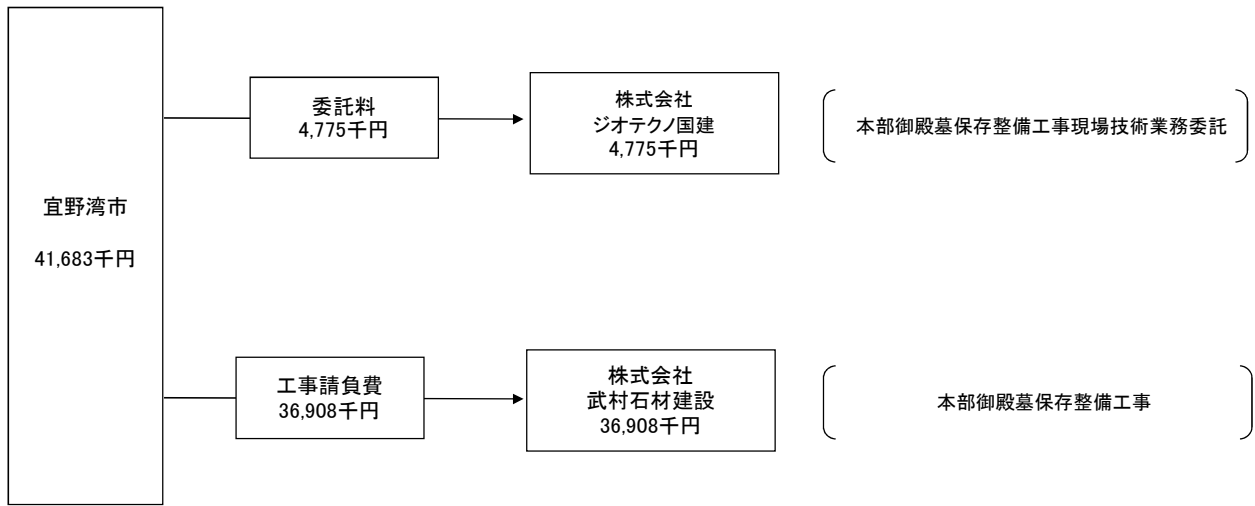 宜野湾市
41,683千円
委託料
4,775千円
株式会社
ジオテクノ国建
4,775千円
本部御殿墓保存整備工事現場技術業務委託
工事請負費
36,908千円
株式会社
武村石材建設
36,908千円
本部御殿墓保存整備工事